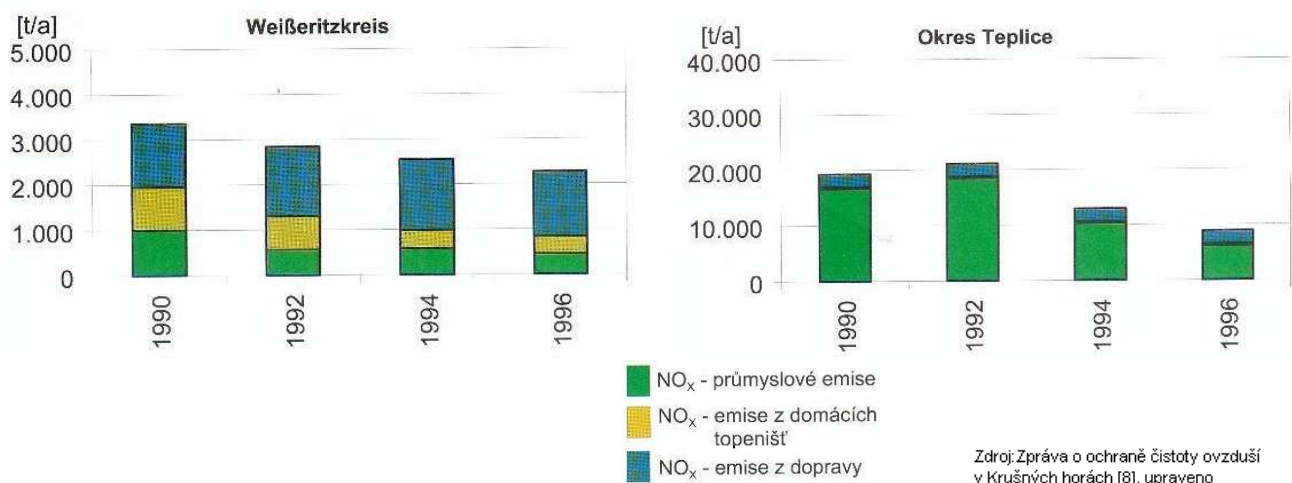 Weißeritzkreis
[t/a]
5.000
4.000
3.000
2.000
1.000
0
1990
1992
1994
1996
Okres Teplice
[t/a]
40.000
30.000
20.000
10.000
0
1990
1992
1994
1996
NOx - průmyslové emise
NOx - emise z domácích
topenišť
NOx - emise z dopravy
Zdroj:Zpráva o ochraně čistoty ovzduší
v Krušných horách [8], upraveno